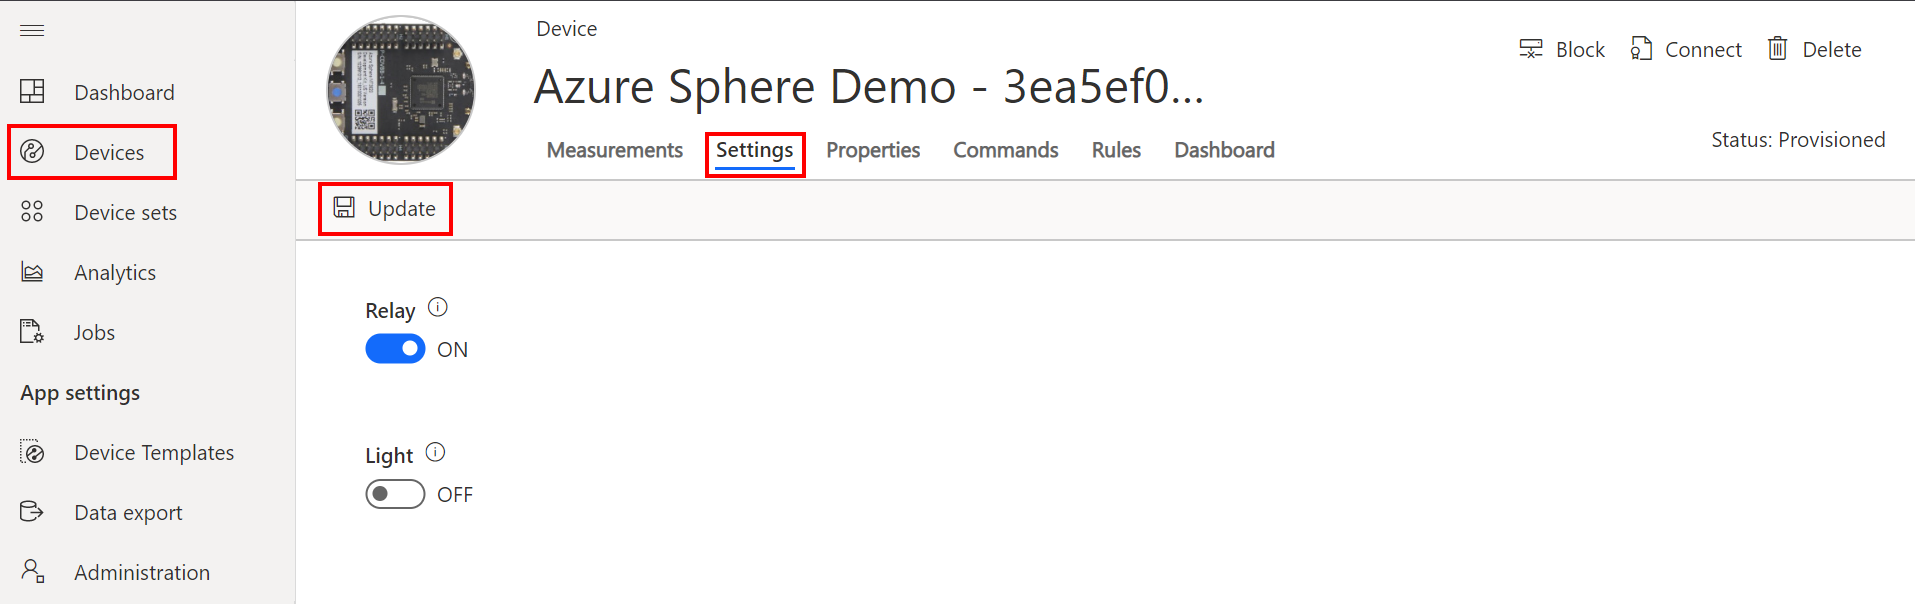 Dashboard
Devices
Device sets
Analytics
Jobs
App settings
Device Templates
Data export
Administration
Device
Azure Sphere Demo - 3ea5ef0...
Block Connect Delete
Measurements Settings Properties Commands Rules Dashboard
Status: Provisioned
Update
Relay
ON
Light
OFF